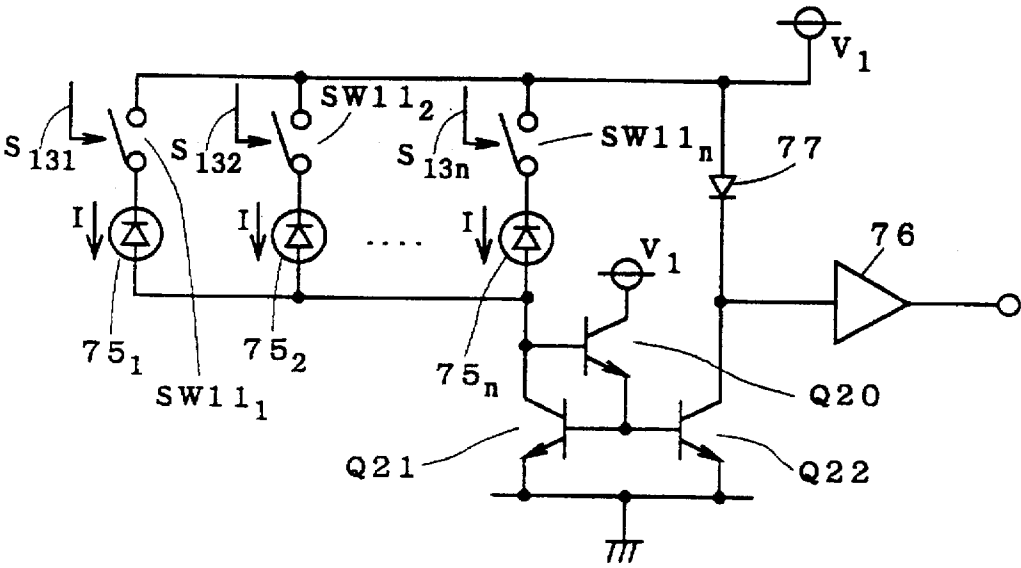 V₁
SW11₂
S₁₃₁
S₁₃₂
S₁₃ₙ
SW11ₙ
77
I
I
....
I
V₁
76
75₁
75₂
75ₙ
SW11₁
Q20
Q21
Q22